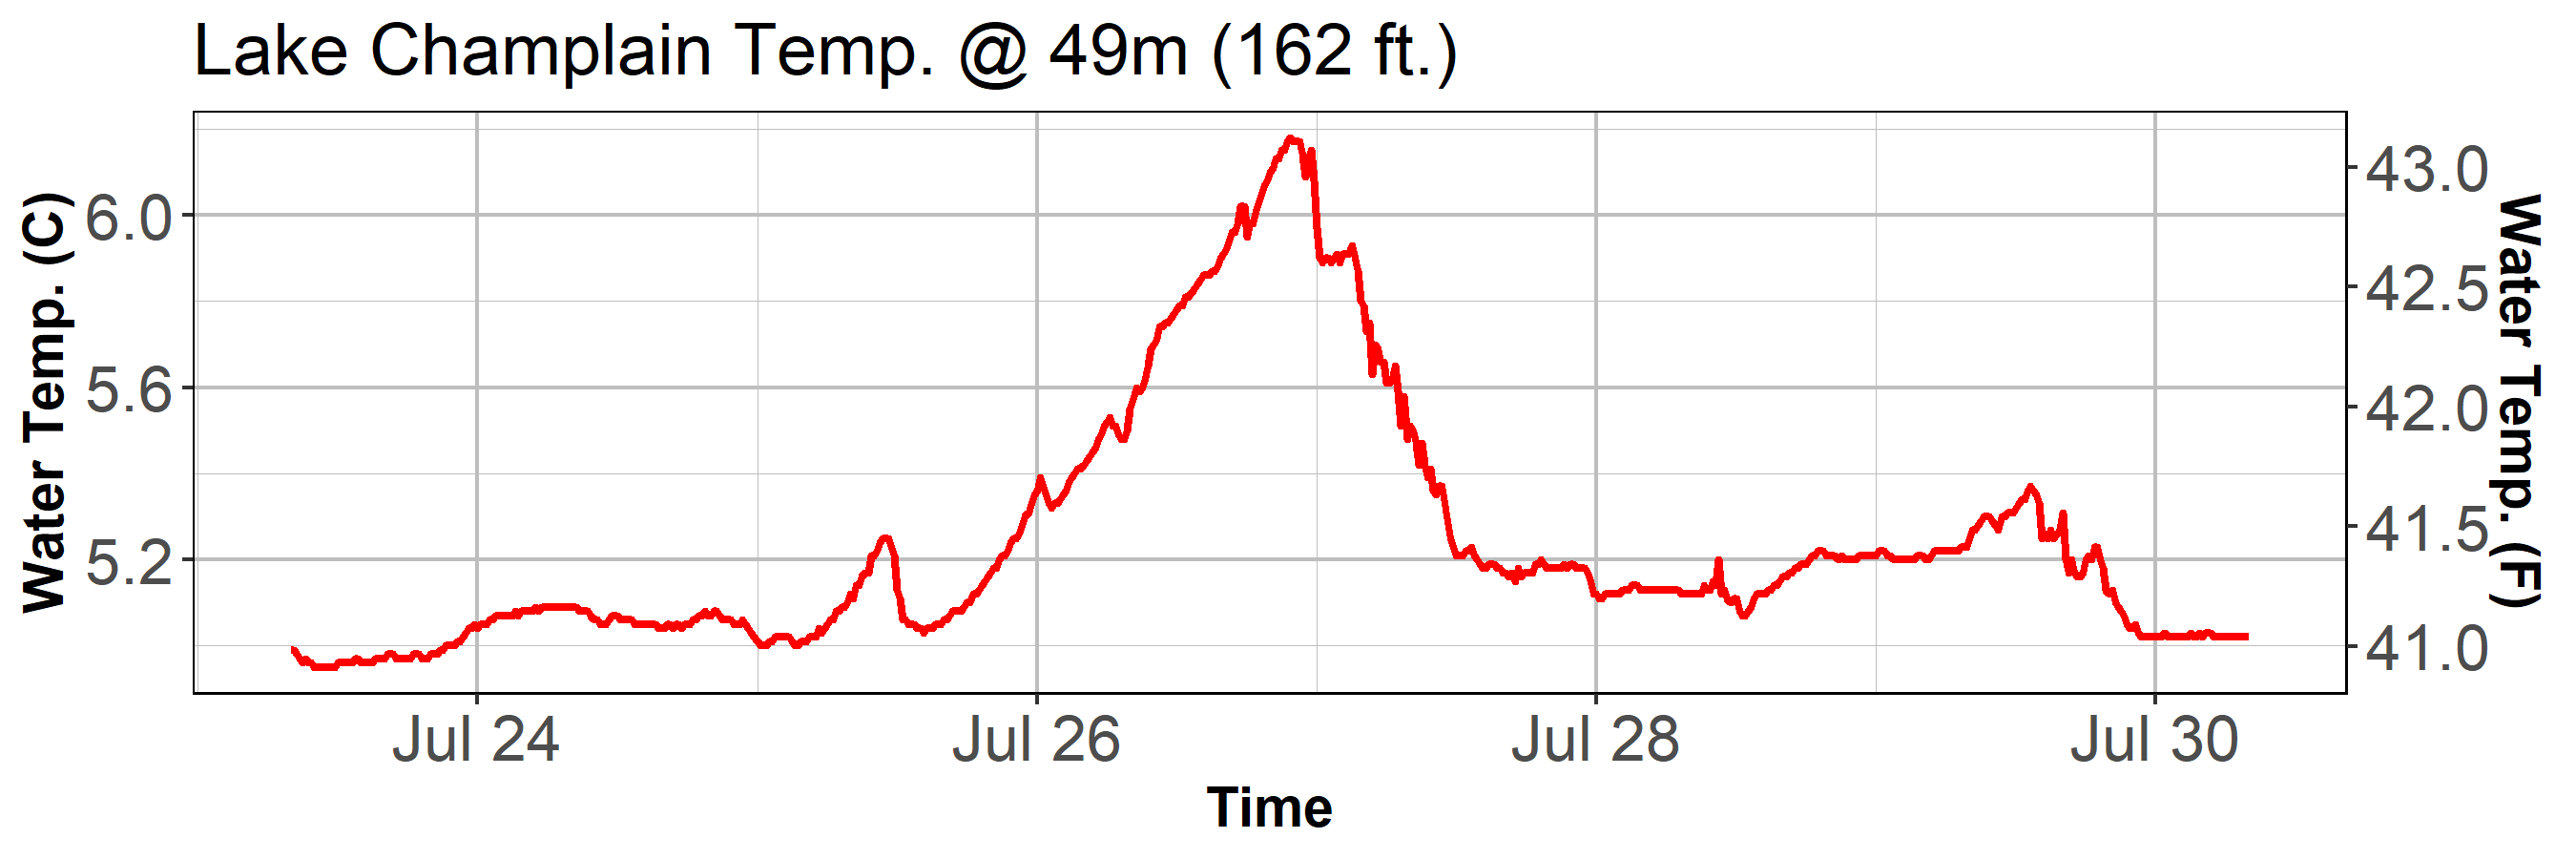 Lake Champlain Temp. @ 49m (162 ft.)
Water Temp. (C)
6.0
5.6
5.2
43.0
42.5
42.0
41.5
41.0
Water Temp. (F)
Jul 24
Jul 26
Jul 28
Jul 30
Time